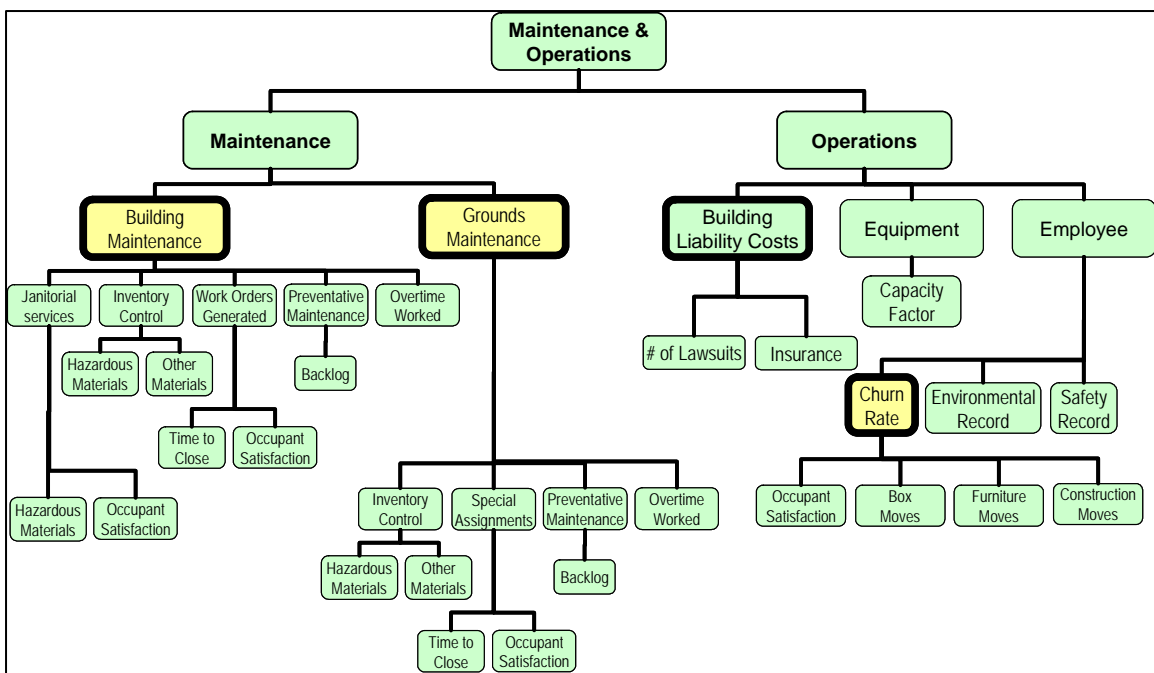 Maintenance &
Operations
Maintenance
Operations
Building
Maintenance
Grounds
Maintenance
Building
Liability Costs
Equipment
Employee
Janitorial
services
Inventory
Control
Work Orders
Generated
Preventative
Maintenance
Overtime
Worked
Capacity
Factor
Hazardous
Materials
Other
Materials
Backlog
# of Lawsuits
Insurance
Churn
Rate
Environmental
Record
Safety
Record
Time to
Close
Occupant
Satisfaction
Hazardous
Materials
Occupant
Satisfaction
Inventory
Control
Special
Assignments
Preventative
Maintenance
Overtime
Worked
Occupant
Satisfaction
Box
Moves
Furniture
Moves
Construction
Moves
Hazardous
Materials
Other
Materials
Backlog
Time to
Close
Occupant
Satisfaction